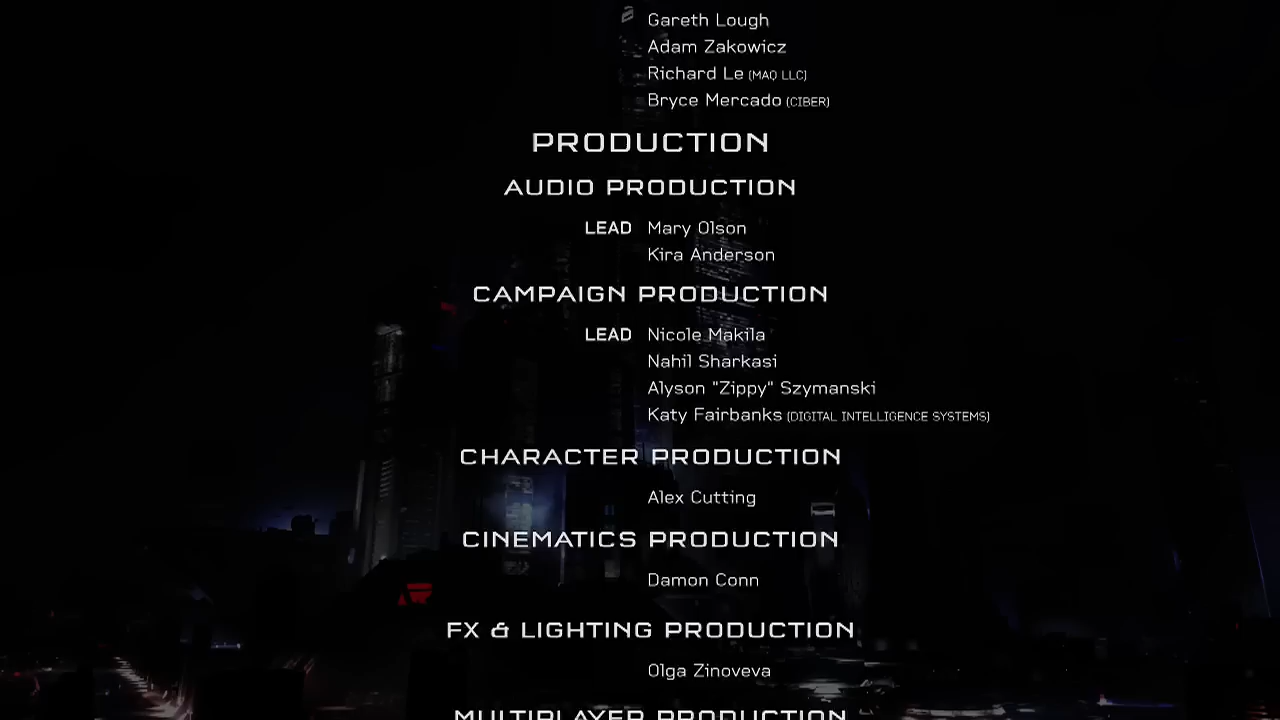 Gareth Lough
Adam Zakowicz
Richard Le (MAQ LLC)
Bryce Mercado (CIBER)
PRODUCTION
AUDIO PRODUCTION
LEAD Mary Olson
Kira Anderson
CAMPAIGN PRODUCTION
LEAD Nicole Makila
Nahil Sharkasi
Alyson "Zippy" Szymanski
Katy Fairbanks (DIGITAL INTELLIGENCE SYSTEMS)
CHARACTER PRODUCTION
Alex Cutting
CINEMATICS PRODUCTION
Damon Conn
FX & LIGHTING PRODUCTION
Olga Zinoveva
MULTIPLAYER PRODUCTION